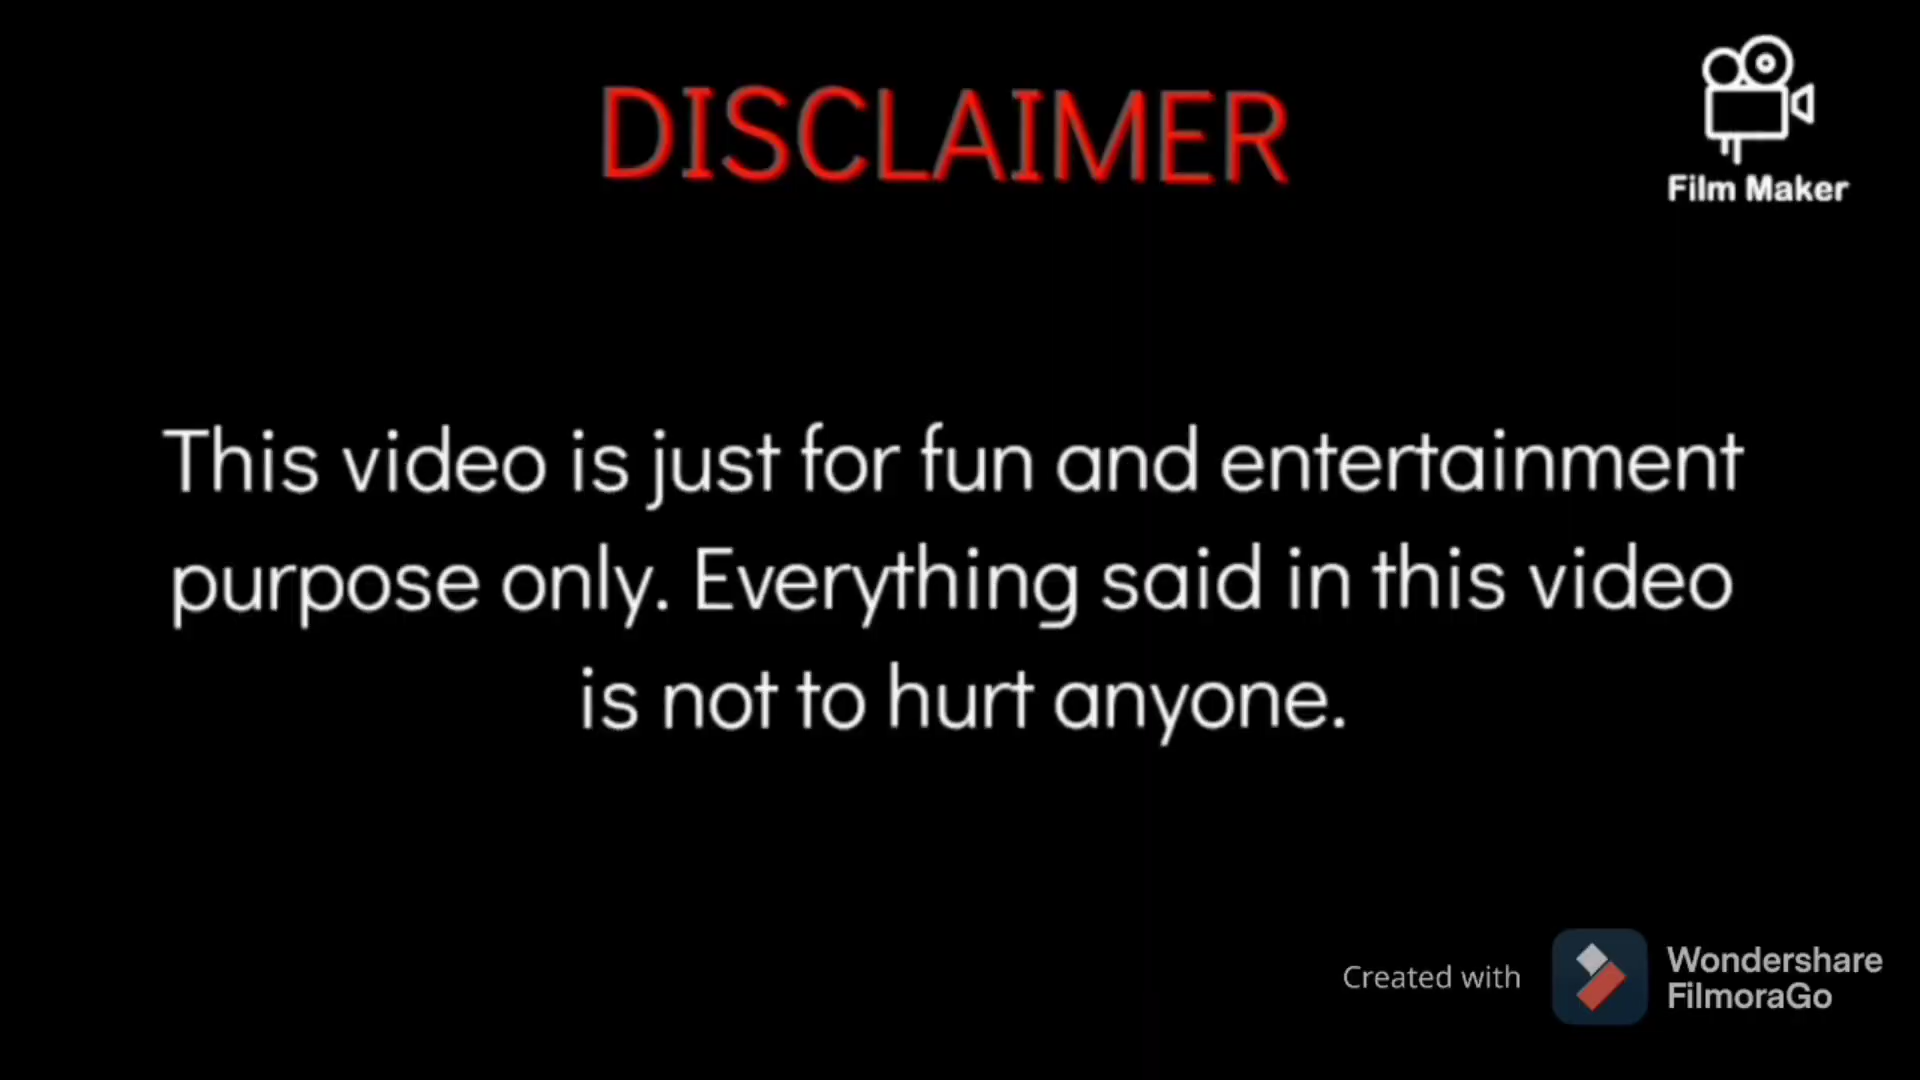 DISCLAIMER
Film Maker
This video is just for fun and entertainment
purpose only. Everything said in this video
is not to hurt anyone.
Created with
Wondershare
FilmoraGo